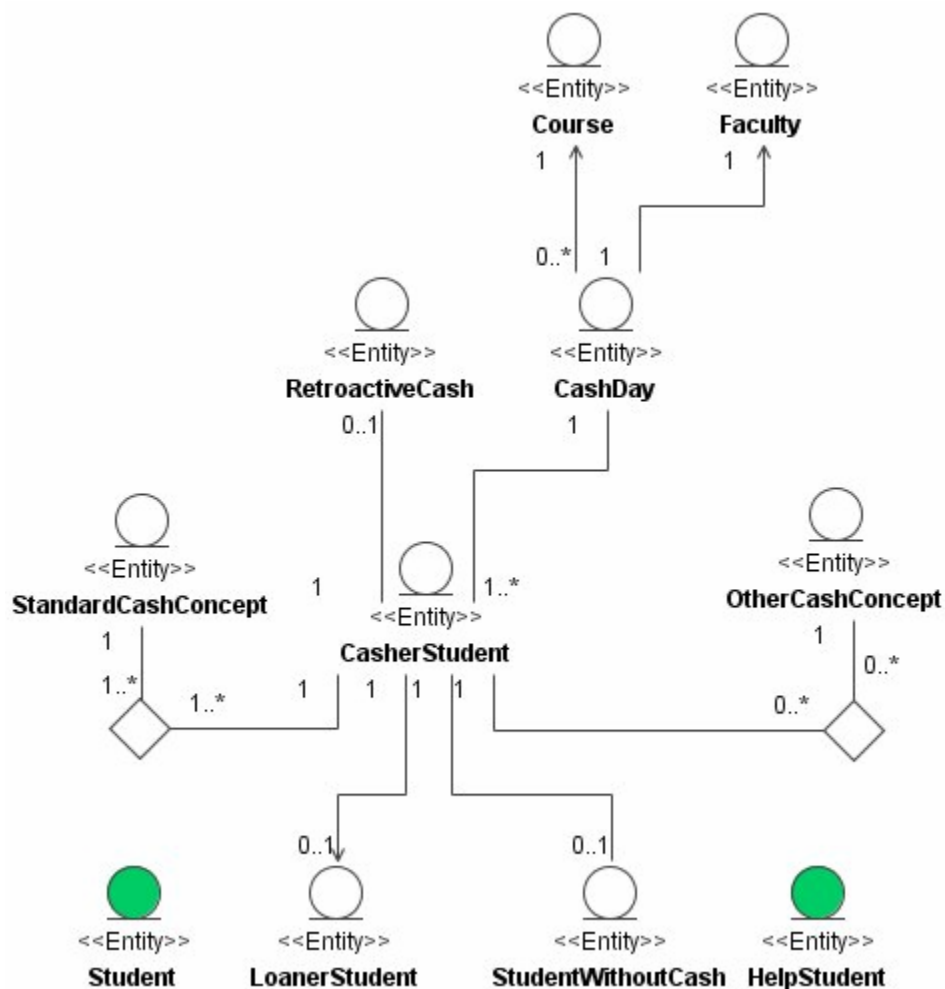 <<Entity>> <<Entity>>
Course Faculty
1 1
0..* 1
<<Entity>> <<Entity>>
RetroactiveCash CashDay
0..1 1
<<Entity>> <<Entity>>
StandardCashConcept 1 1..* OtherCashConcept
<<Entity>>
1 CasherStudent 1
1..* 1..* 1 1 1 1 0..* 0..*
0..1 0..1
<<Entity>> <<Entity>> <<Entity>> <<Entity>>
Student LoanerStudent StudentWithoutCash HelpStudent